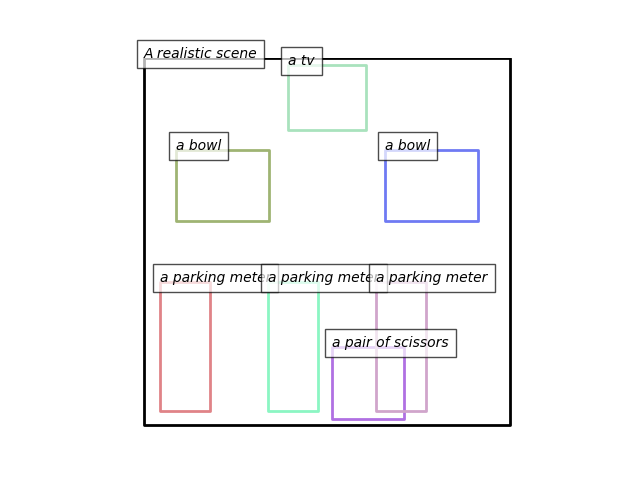 A realistic scene
a tv
a bowl
a bowl
a parking meter
a parking meter
a parking meter
a pair of scissors